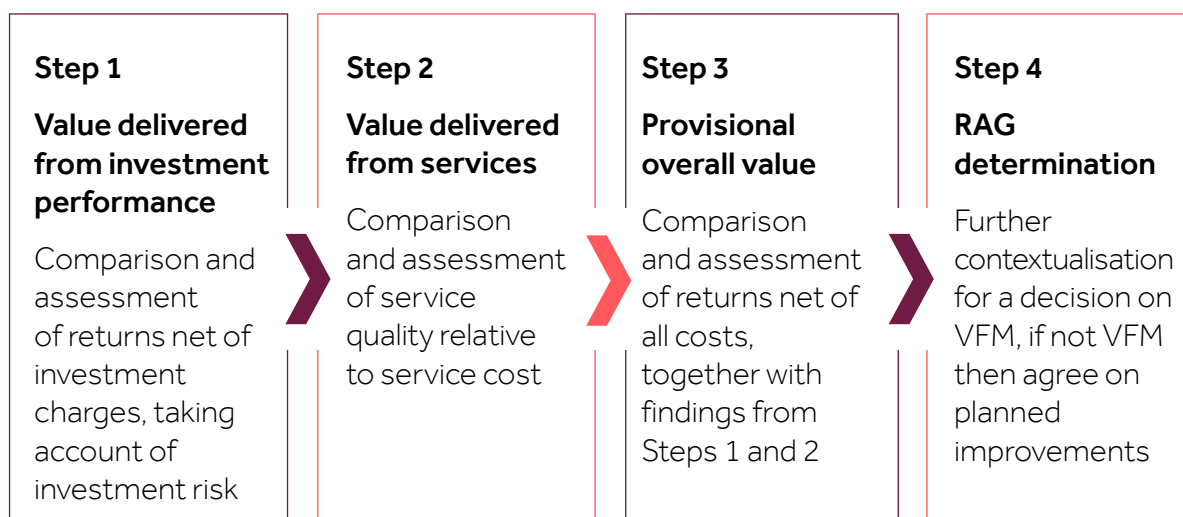 Step 1
Value delivered
from investment
performance
Comparison and
assessment
of returns net of
investment
charges, taking
account of
investment risk
Step 2
Value delivered
from services
Comparison
and assessment
of service
quality relative
to service cost
Step 3
Provisional
overall value
Comparison
and assessment
of returns net of
all costs,
together with
findings from
Steps 1 and 2
Step 4
RAG
determination
Further
contextualisation
for a decision on
VFM, if not VFM
then agree on
planned
improvements